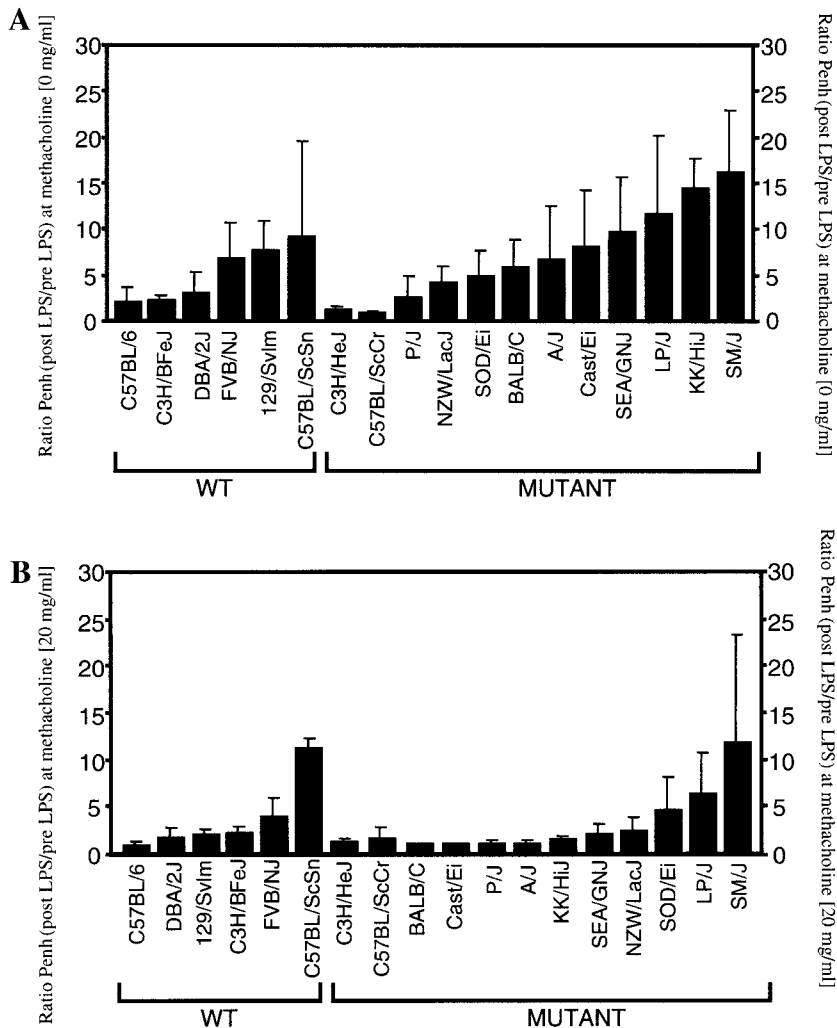 A
Ratio Penh (post LPS/pre LPS) at methacholine [0 mg/ml]
30
25
20
15
10
5
0
30
25
20
15
10
5
0
Ratio Penh (post LPS/pre LPS) at methacholine [0 mg/ml]
C57BL/6
C3H/BFeJ
DBA/2J
FVB/NJ
129/SvIm
C57BL/ScSn
C3H/HeJ
C57BL/ScCr
P/J
NZW/LacJ
SOD/Ei
BALB/C
A/J
Cast/Ei
SEA/GNJ
LP/J
KK/HiJ
SM/J
WT
MUTANT
B
Ratio Penh (post LPS/pre LPS) at methacholine [20 mg/ml]
30
25
20
15
10
5
0
30
25
20
15
10
5
0
Ratio Penh (post LPS/pre LPS) at methacholine [20 mg/ml]
C57BL/6
DBA/2J
129/SvIm
C3H/BFeJ
FVB/NJ
C57BL/ScSn
C3H/HeJ
C57BL/ScCr
BALB/C
Cast/Ei
P/J
A/J
KK/HiJ
SEA/GNJ
NZW/LacJ
SOD/Ei
LP/J
SM/J
WT
MUTANT